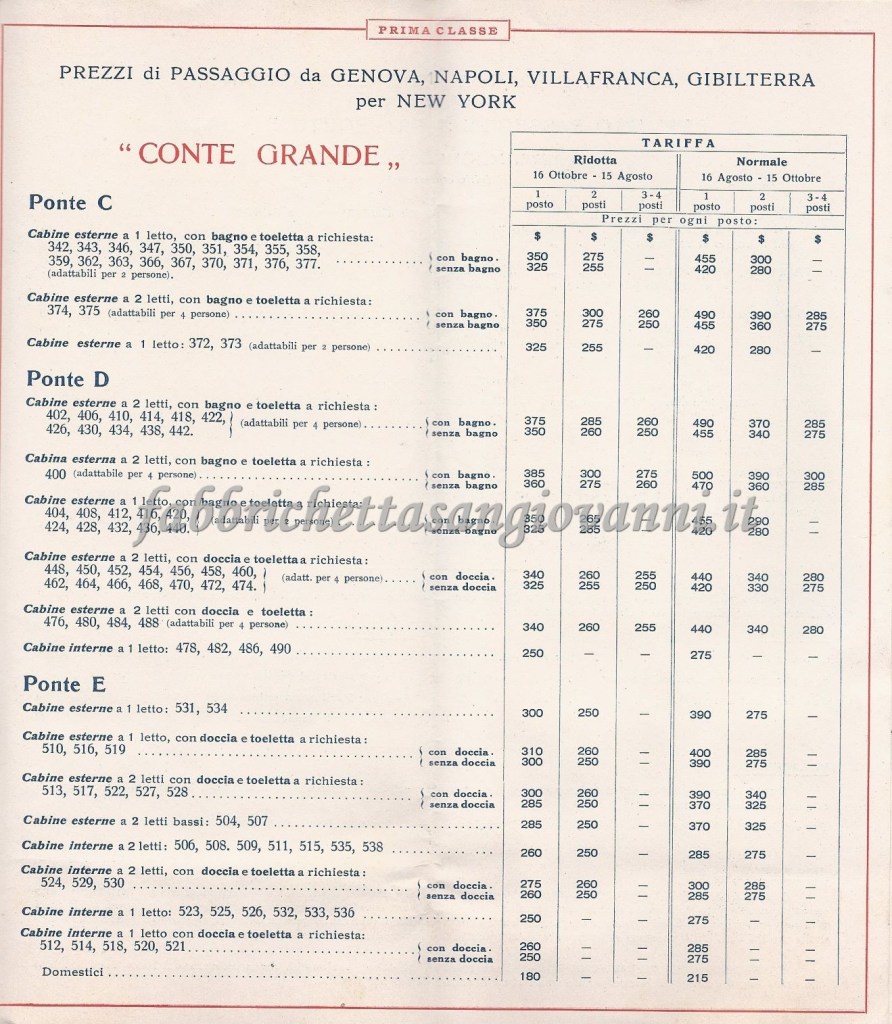 PRIMA CLASSE
PREZZI di PASSAGGIO da GENOVA, NAPOLI, VILLAFRANCA, GIBILTERRA
per NEW YORK
“ CONTE GRANDE „
TARIFFA
Ridotta Normale
16 Ottobre - 15 Agosto 16 Agosto - 15 Ottobre
1 posto 2 posti 3-4 posti 1 posto 2 posti 3-4 posti
Prezzi per ogni posto:
$ $ $ $ $ $
Ponte C
Cabine esterne a 1 letto, con bagno e toeletta a richiesta:
342, 343, 346, 347, 350, 351, 354, 355, 358,
359, 362, 363, 366, 367, 370, 371, 376, 377. con bagno. 350 275 — 455 300 —
(adattabili per 2 persone). senza bagno 325 255 — 420 280 —
Cabine esterne a 2 letti, con bagno e toeletta a richiesta:
374, 375 (adattabili per 4 persone) con bagno. 375 300 260 490 390 285
senza bagno 350 275 250 455 360 275
Cabine esterne a 1 letto: 372, 373 (adattabili per 2 persone) 325 255 — 420 280 —
Ponte D
Cabine esterne a 2 letti, con bagno e toeletta a richiesta:
402, 406, 410, 414, 418, 422, (adattabili per 4 persone) con bagno. 375 285 260 490 370 285
426, 430, 434, 438, 442. senza bagno 350 260 250 455 340 275
Cabina esterna a 2 letti, con bagno e toeletta a richiesta:
400 (adattabile per 4 persone) con bagno. 385 300 275 500 390 300
senza bagno 360 275 260 470 360 285
fabbrichettasangiovanni.it
Cabine esterne a 1 letto, con bagno e toeletta a richiesta:
404, 408, 412, 416, 420, (adattabili per 2 persone) con bagno 350 265 — 455 290 —
424, 428, 432, 436, 440. senza bagno 325 255 — 420 280 —
Cabine esterne a 2 letti, con doccia e toeletta a richiesta:
448, 450, 452, 454, 456, 458, 460, (adatt. per 4 persone) con doccia. 340 260 255 440 340 280
462, 464, 466, 468, 470, 472, 474. senza doccia 325 255 250 420 330 275
Cabine esterne a 2 letti con doccia e toeletta:
476, 480, 484, 488 (adattabili per 4 persone) 340 260 255 440 340 280
Cabine interne a 1 letto: 478, 482, 486, 490 250 — — 275 — —
Ponte E
Cabine esterne a 1 letto: 531, 534 300 250 — 390 275 —
Cabine esterne a 1 letto, con doccia e toeletta a richiesta:
510, 516, 519 con doccia. 310 260 — 400 285 —
senza doccia 300 250 — 390 275 —
Cabine esterne a 2 letti con doccia e toeletta a richiesta:
513, 517, 522, 527, 528 con doccia. 300 260 — 390 340 —
senza doccia 285 250 — 370 325 —
Cabine esterne a 2 letti bassi: 504, 507 285 250 — 370 325 —
Cabine interne a 2 letti: 506, 508. 509, 511, 515, 535, 538 260 250 — 285 275 —
Cabine interne a 2 letti, con doccia e toeletta a richiesta:
524, 529, 530 con doccia. 275 260 — 300 285 —
senza doccia 260 250 — 285 275 —
Cabine interne a 1 letto: 523, 525, 526, 532, 533, 536 250 — — 275 — —
Cabine interne a 1 letto con doccia e toeletta a richiesta:
512, 514, 518, 520, 521 con doccia. 260 — — 285 — —
senza doccia 250 — — 275 — —
Domestici 180 — — 215 — —